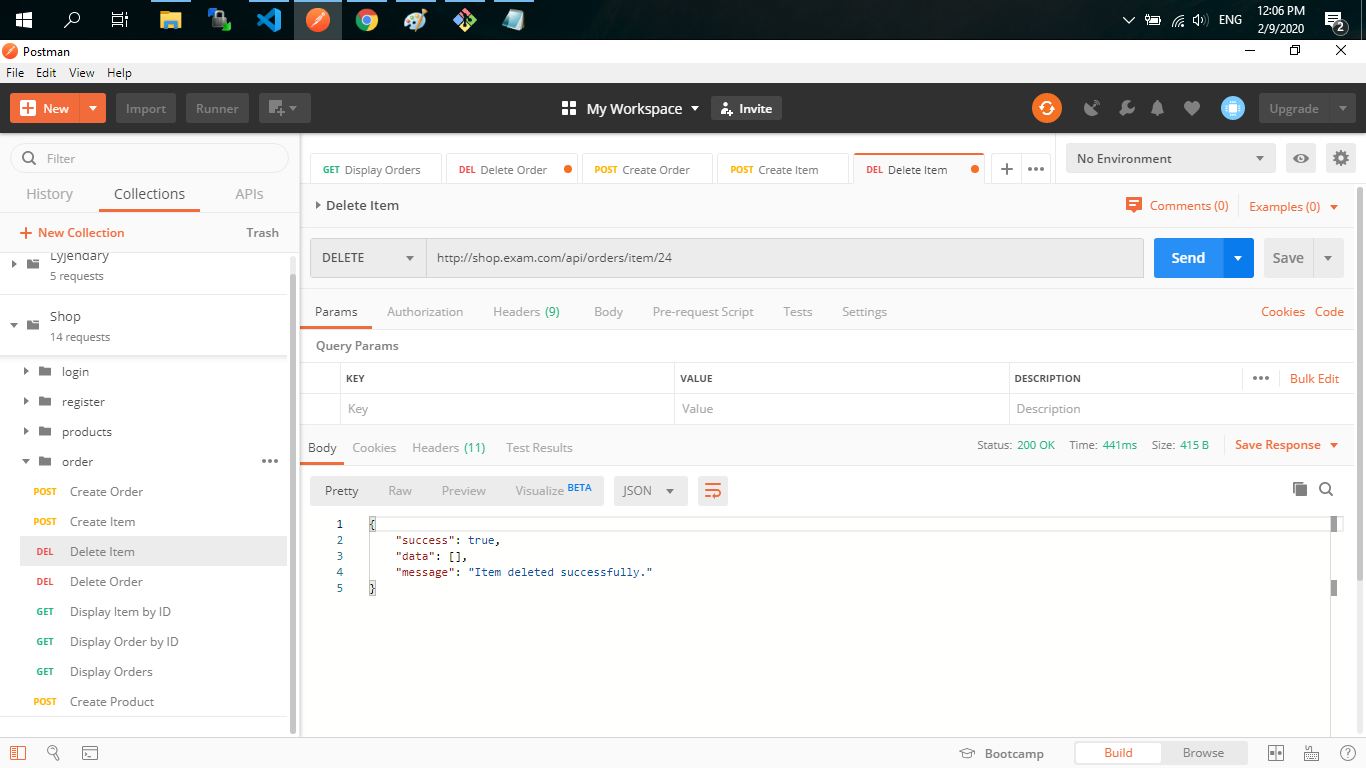 ENG
12:06 PM
2/9/2020
2
Postman
File Edit View Help
New Import Runner My Workspace Invite Upgrade
Filter
History Collections APIs
New Collection Trash
Lyjendary
5 requests
Shop
14 requests
login
register
products
order
POST Create Order
POST Create Item
DEL Delete Item
DEL Delete Order
GET Display Item by ID
GET Display Order by ID
GET Display Orders
POST Create Product
GET Display Orders DEL Delete Order POST Create Order POST Create Item DEL Delete Item No Environment
Delete Item Comments (0) Examples (0)
DELETE http://shop.exam.com/api/orders/item/24 Send Save
Params Authorization Headers (9) Body Pre-request Script Tests Settings Cookies Code
Query Params
KEY VALUE DESCRIPTION Bulk Edit
Key Value Description
Body Cookies Headers (11) Test Results Status: 200 OK Time: 441ms Size: 415 B Save Response
Pretty Raw Preview Visualize BETA JSON
1 {
2 "success": true,
3 "data": [],
4 "message": "Item deleted successfully."
5 }
Bootcamp Build Browse